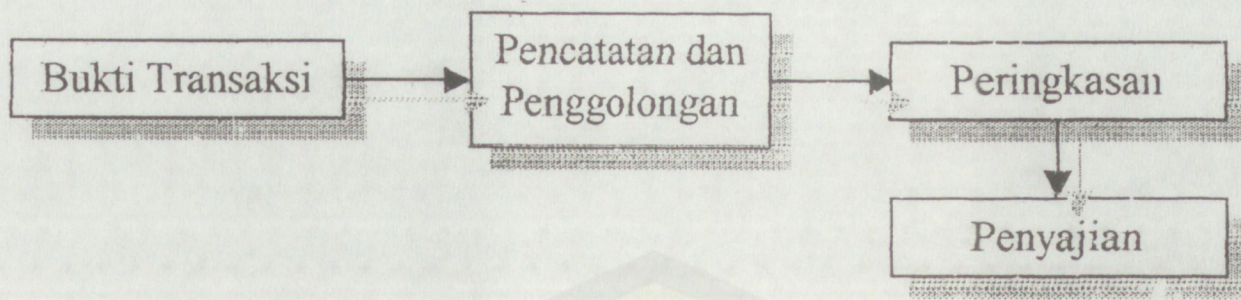 Bukti Transaksi
Pencatatan dan
Penggolongan
Peringkasan
Penyajian